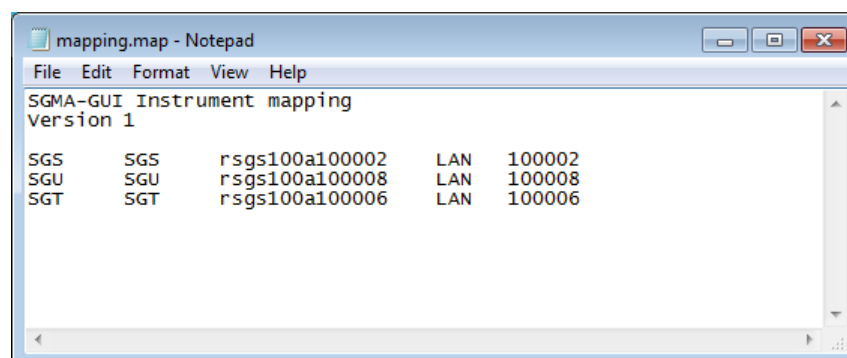 mapping.map - Notepad
File Edit Format View Help
SGMA-GUI Instrument mapping
Version 1
SGS SGS rsgs100a100002 LAN 100002
SGU SGU rsgs100a100008 LAN 100008
SGT SGT rsgs100a100006 LAN 100006